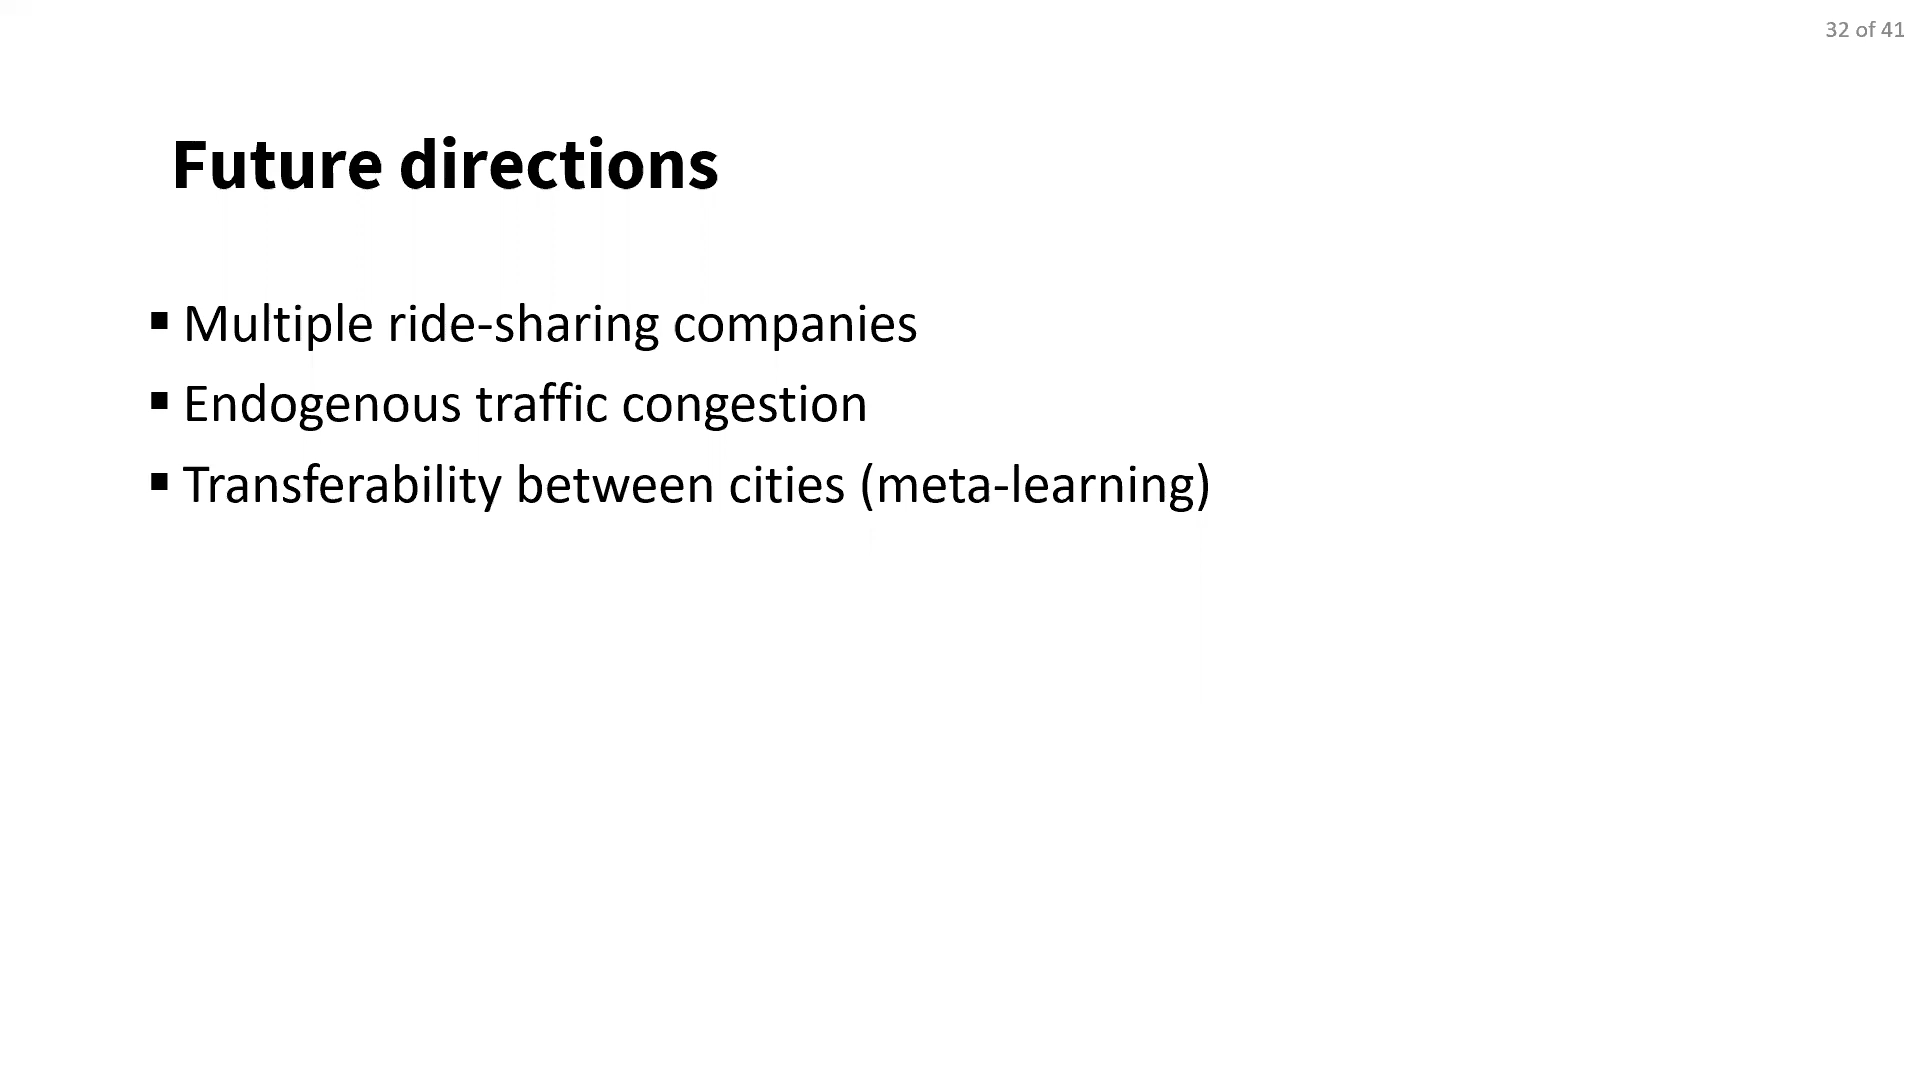 32 of 41
Future directions
▪ Multiple ride-sharing companies
▪ Endogenous traffic congestion
▪ Transferability between cities (meta-learning)